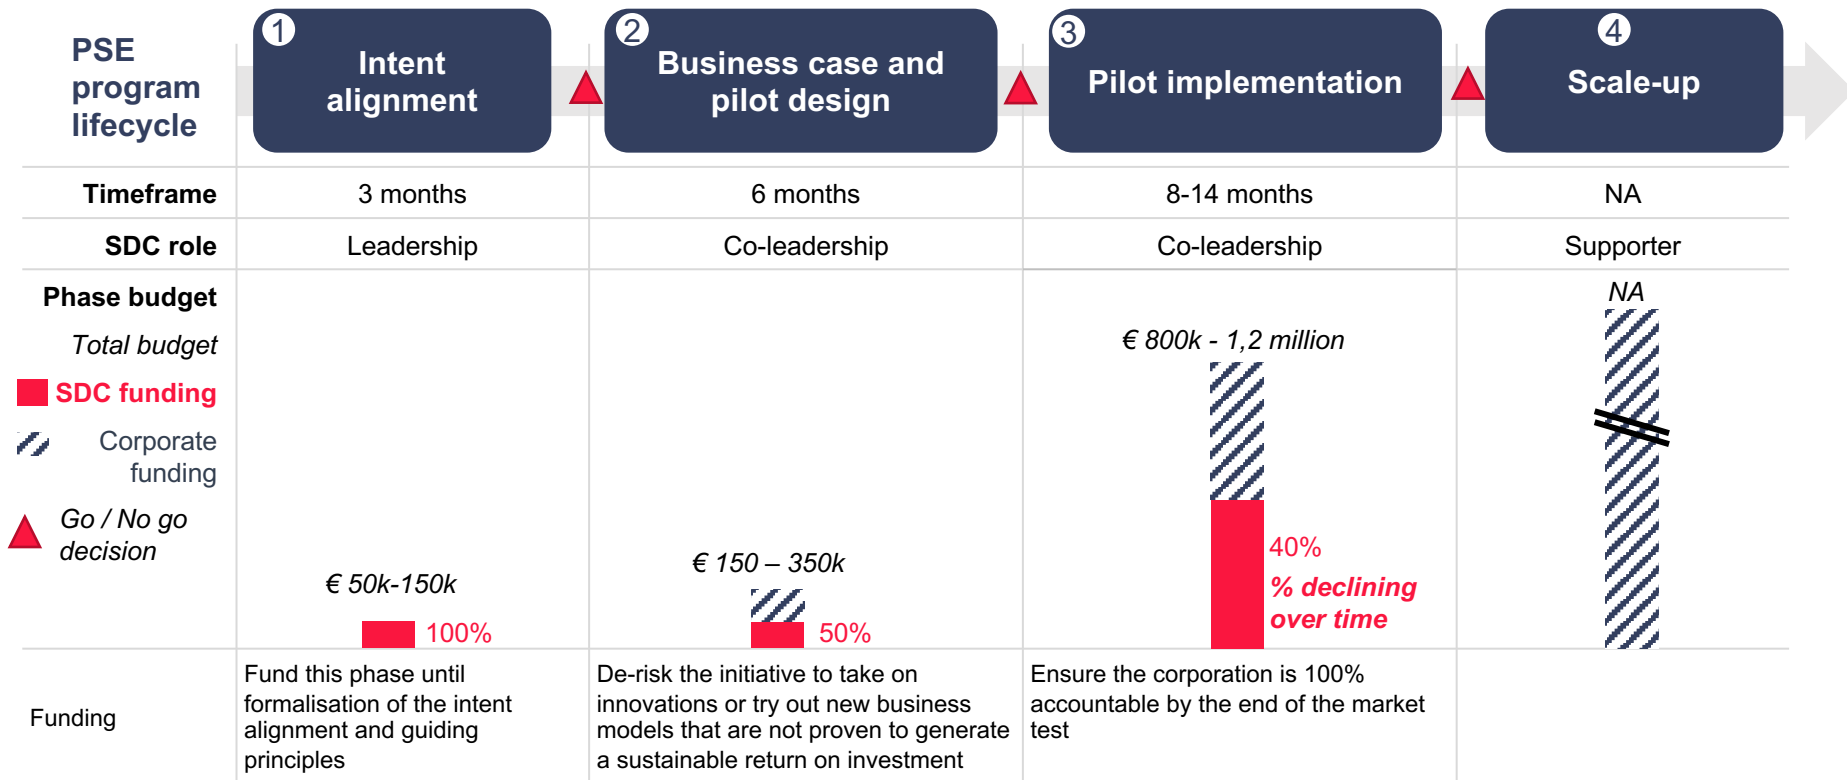 PSE
program
lifecycle
1
Intent
alignment
2
Business case and
pilot design
3
Pilot implementation
4
Scale-up
Timeframe
3 months
6 months
8-14 months
NA
SDC role
Leadership
Co-leadership
Co-leadership
Supporter
Phase budget
Total budget
SDC funding
Corporate
funding
Go / No go
decision
€ 50k-150k
100%
€ 150 – 350k
50%
€ 800k - 1,2 million
40%
% declining
over time
NA
Funding
Fund this phase until
formalisation of the intent
alignment and guiding
principles
De-risk the initiative to take on
innovations or try out new business
models that are not proven to generate
a sustainable return on investment
Ensure the corporation is 100%
accountable by the end of the market
test